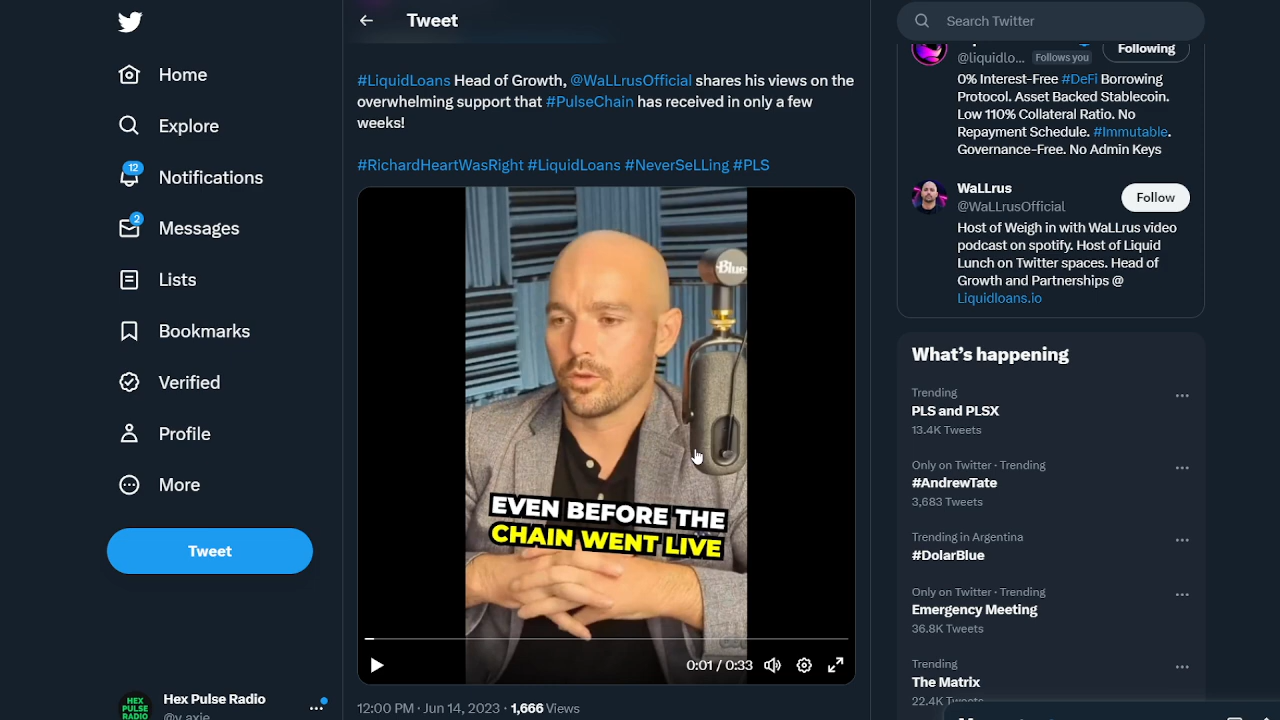 Home
Explore
12
Notifications
2
Messages
Lists
Bookmarks
Verified
Profile
More
Tweet
HEX
PULSE
RADIO
Hex Pulse Radio
Tweet
#LiquidLoans Head of Growth, @WaLLrusOfficial shares his views on the
overwhelming support that #PulseChain has received in only a few
weeks!
#RichardHeartWasRight #LiquidLoans #NeverSeLLing #PLS
Blue
EVEN BEFORE THE
CHAIN WENT LIVE
0:01 / 0:33
12:00 PM · Jun 14, 2023 · 1,666 Views
Search Twitter
@liquidlo... Follows you
Following
0% Interest-Free #DeFi Borrowing
Protocol. Asset Backed Stablecoin.
Low 110% Collateral Ratio. No
Repayment Schedule. #Immutable.
Governance-Free. No Admin Keys
WaLLrus
@WaLLrusOfficial
Follow
Host of Weigh in with WaLLrus video
podcast on spotify. Host of Liquid
Lunch on Twitter spaces. Head of
Growth and Partnerships @
Liquidloans.io
What's happening
Trending
PLS and PLSX
13.4K Tweets
Only on Twitter · Trending
#AndrewTate
3,683 Tweets
Trending in Argentina
#DolarBlue
Only on Twitter · Trending
Emergency Meeting
36.8K Tweets
Trending
The Matrix
22.4K Tweets